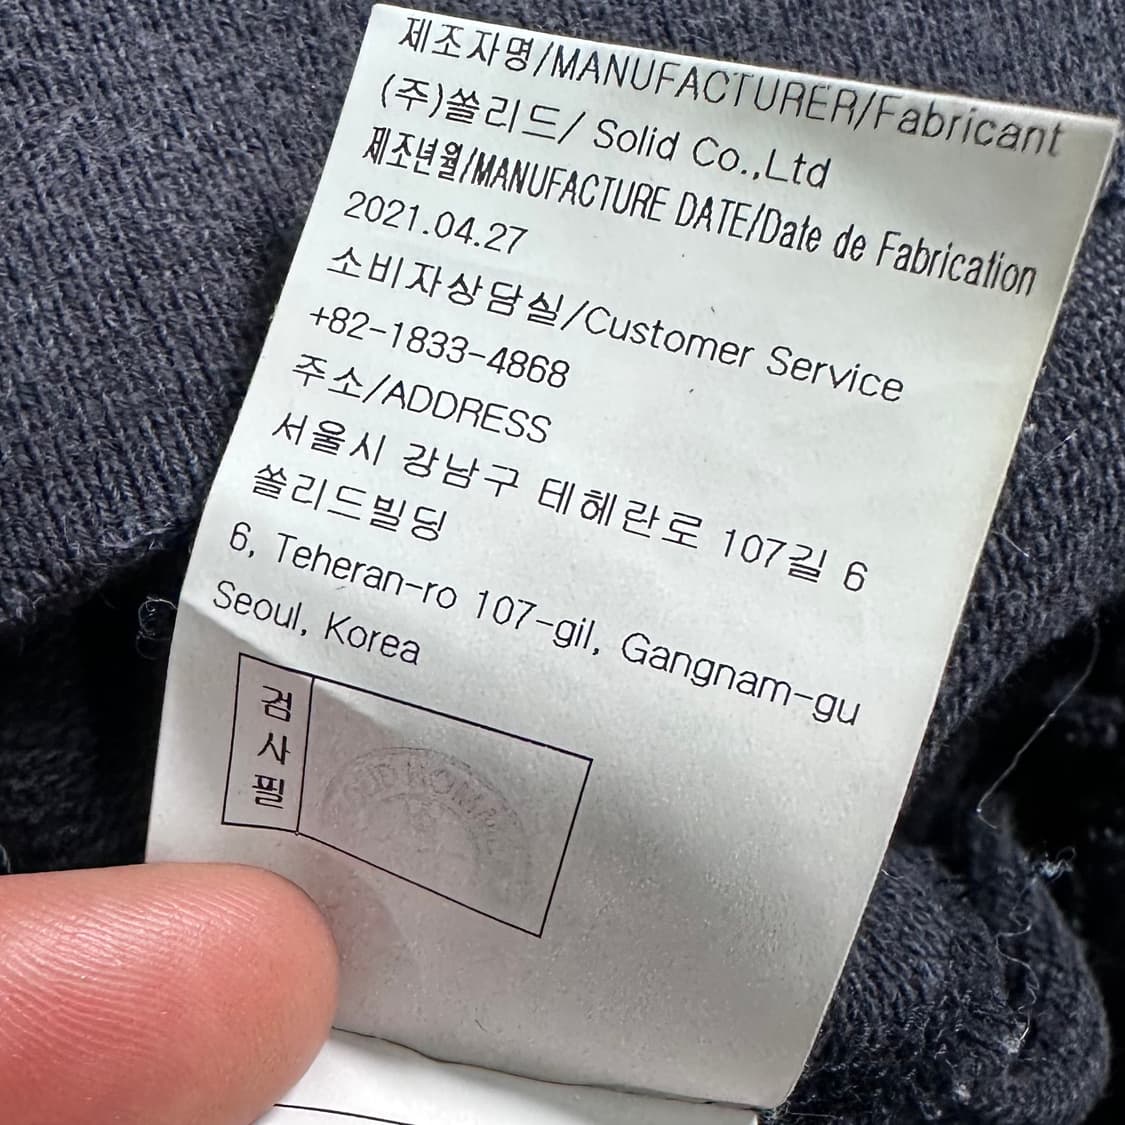 제조자명/MANUFACTURER/Fabricant
(주)쏠리드/ Solid Co.,Ltd
제조년월/MANUFACTURE DATE/Date de Fabrication
2021.04.27
소비자상담실/Customer Service
+82-1833-4868
주소/ADDRESS
서울시 강남구 테헤란로 107길 6
쏠리드빌딩
6, Teheran-ro 107-gil, Gangnam-gu
Seoul, Korea
검사필